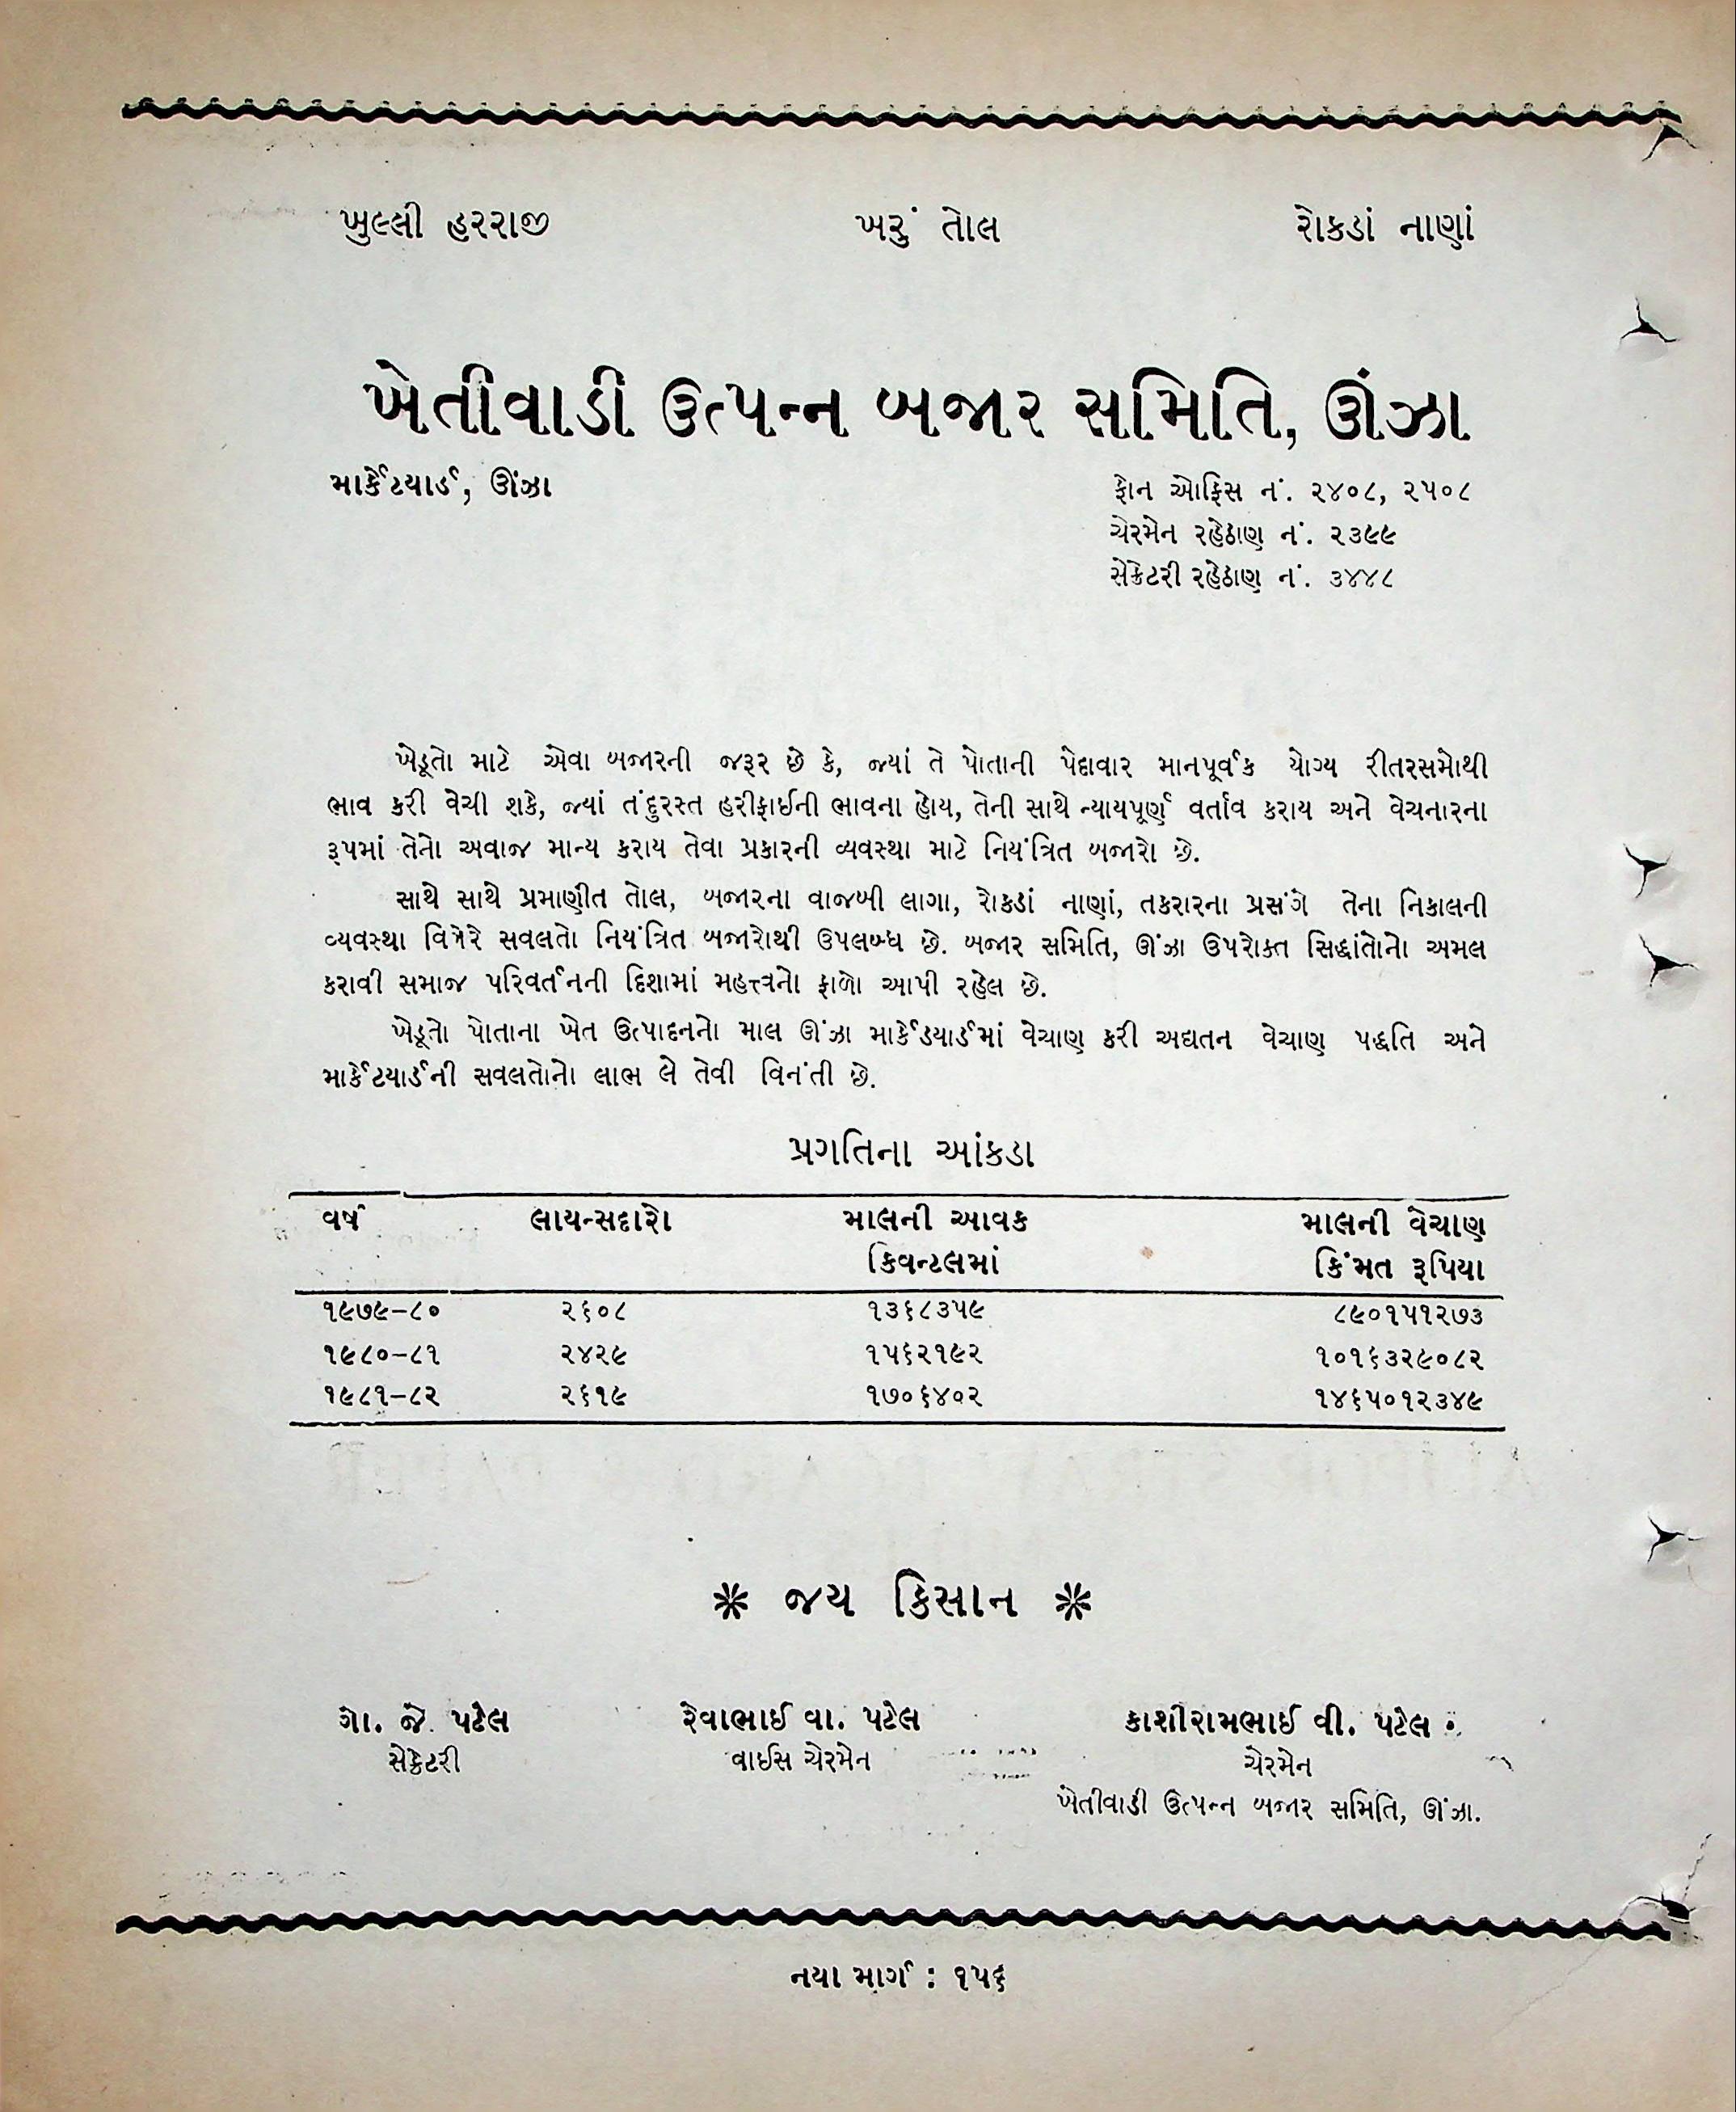 ખુલ્લી હરરાજી ખરું તોલ રોકડાં નાણાં
ખેતીવાડી ઉત્પન્ન બજાર સમિતિ, ઊંઝા
માર્કેટયાર્ડ, ઊંઝા
ફોન ઓફિસ નં. ૨૪૦૮, ૨૫૦૮
ચેરમેન રહેઠાણ નં. ૨૩૯૯
સેક્રેટરી રહેઠાણ નં. ૩૪૪૮
ખેડૂતો માટે એવા બજારની જરૂર છે કે, જ્યાં તે પોતાની પેદાવાર માનપૂર્વક યોગ્ય રીતરસમોથી
ભાવ કરી વેચી શકે, જ્યાં તંદુરસ્ત હરીફાઈની ભાવના હોય, તેની સાથે ન્યાયપૂર્ણ વર્તાવ કરાય અને વેચનારના
રૂપમાં તેનો અવાજ માન્ય કરાય તેવા પ્રકારની વ્યવસ્થા માટે નિયંત્રિત બજારો છે.
સાથે સાથે પ્રમાણીત તોલ, બજારના વાજબી લાગા, રોકડાં નાણાં, તકરારના પ્રસંગે તેના નિકાલની
વ્યવસ્થા વિગેરે સવલતો નિયંત્રિત બજારોથી ઉપલબ્ધ છે. બજાર સમિતિ, ઊંઝા ઉપરોક્ત સિદ્ધાંતોનો અમલ
કરાવી સમાજ પરિવર્તનની દિશામાં મહત્ત્વનો ફાળો આપી રહેલ છે.
ખેડૂતો પોતાના ખેત ઉત્પાદનનો માલ ઊંઝા માર્કેડયાર્ડમાં વેચાણ કરી અદ્યતન વેચાણ પદ્ધતિ અને
માર્કેટયાર્ડની સવલતોનો લાભ લે તેવી વિનંતી છે.
પ્રગતિના આંકડા
વર્ષ લાયન્સદારો માલની આવક માલની વેચાણ
કિવન્ટલમાં કિંમત રૂપિયા
૧૯૭૯–૮૦ ૨૬૦૮ ૧૩૬૮૩૫૯ ૮૯૦૧૫૧૨૭૩
૧૯૮૦–૮૧ ૨૪૨૯ ૧૫૬૨૧૯૨ ૧૦૧૬૩૨૯૦૮૨
૧૯૮૧–૮૨ ૨૬૧૯ ૧૭૦૬૪૦૨ ૧૪૬૫૦૧૨૩૪૯
* જય કિસાન *
ગો. જે. પટેલ રેવાભાઈ વા. પટેલ કાશીરામભાઈ વી. પટેલ
સેક્રેટરી વાઈસ ચેરમેન ચેરમેન
ખેતીવાડી ઉત્પન્ન બજાર સમિતિ, ઊંઝા.
નયા માર્ગ : ૧૫૬